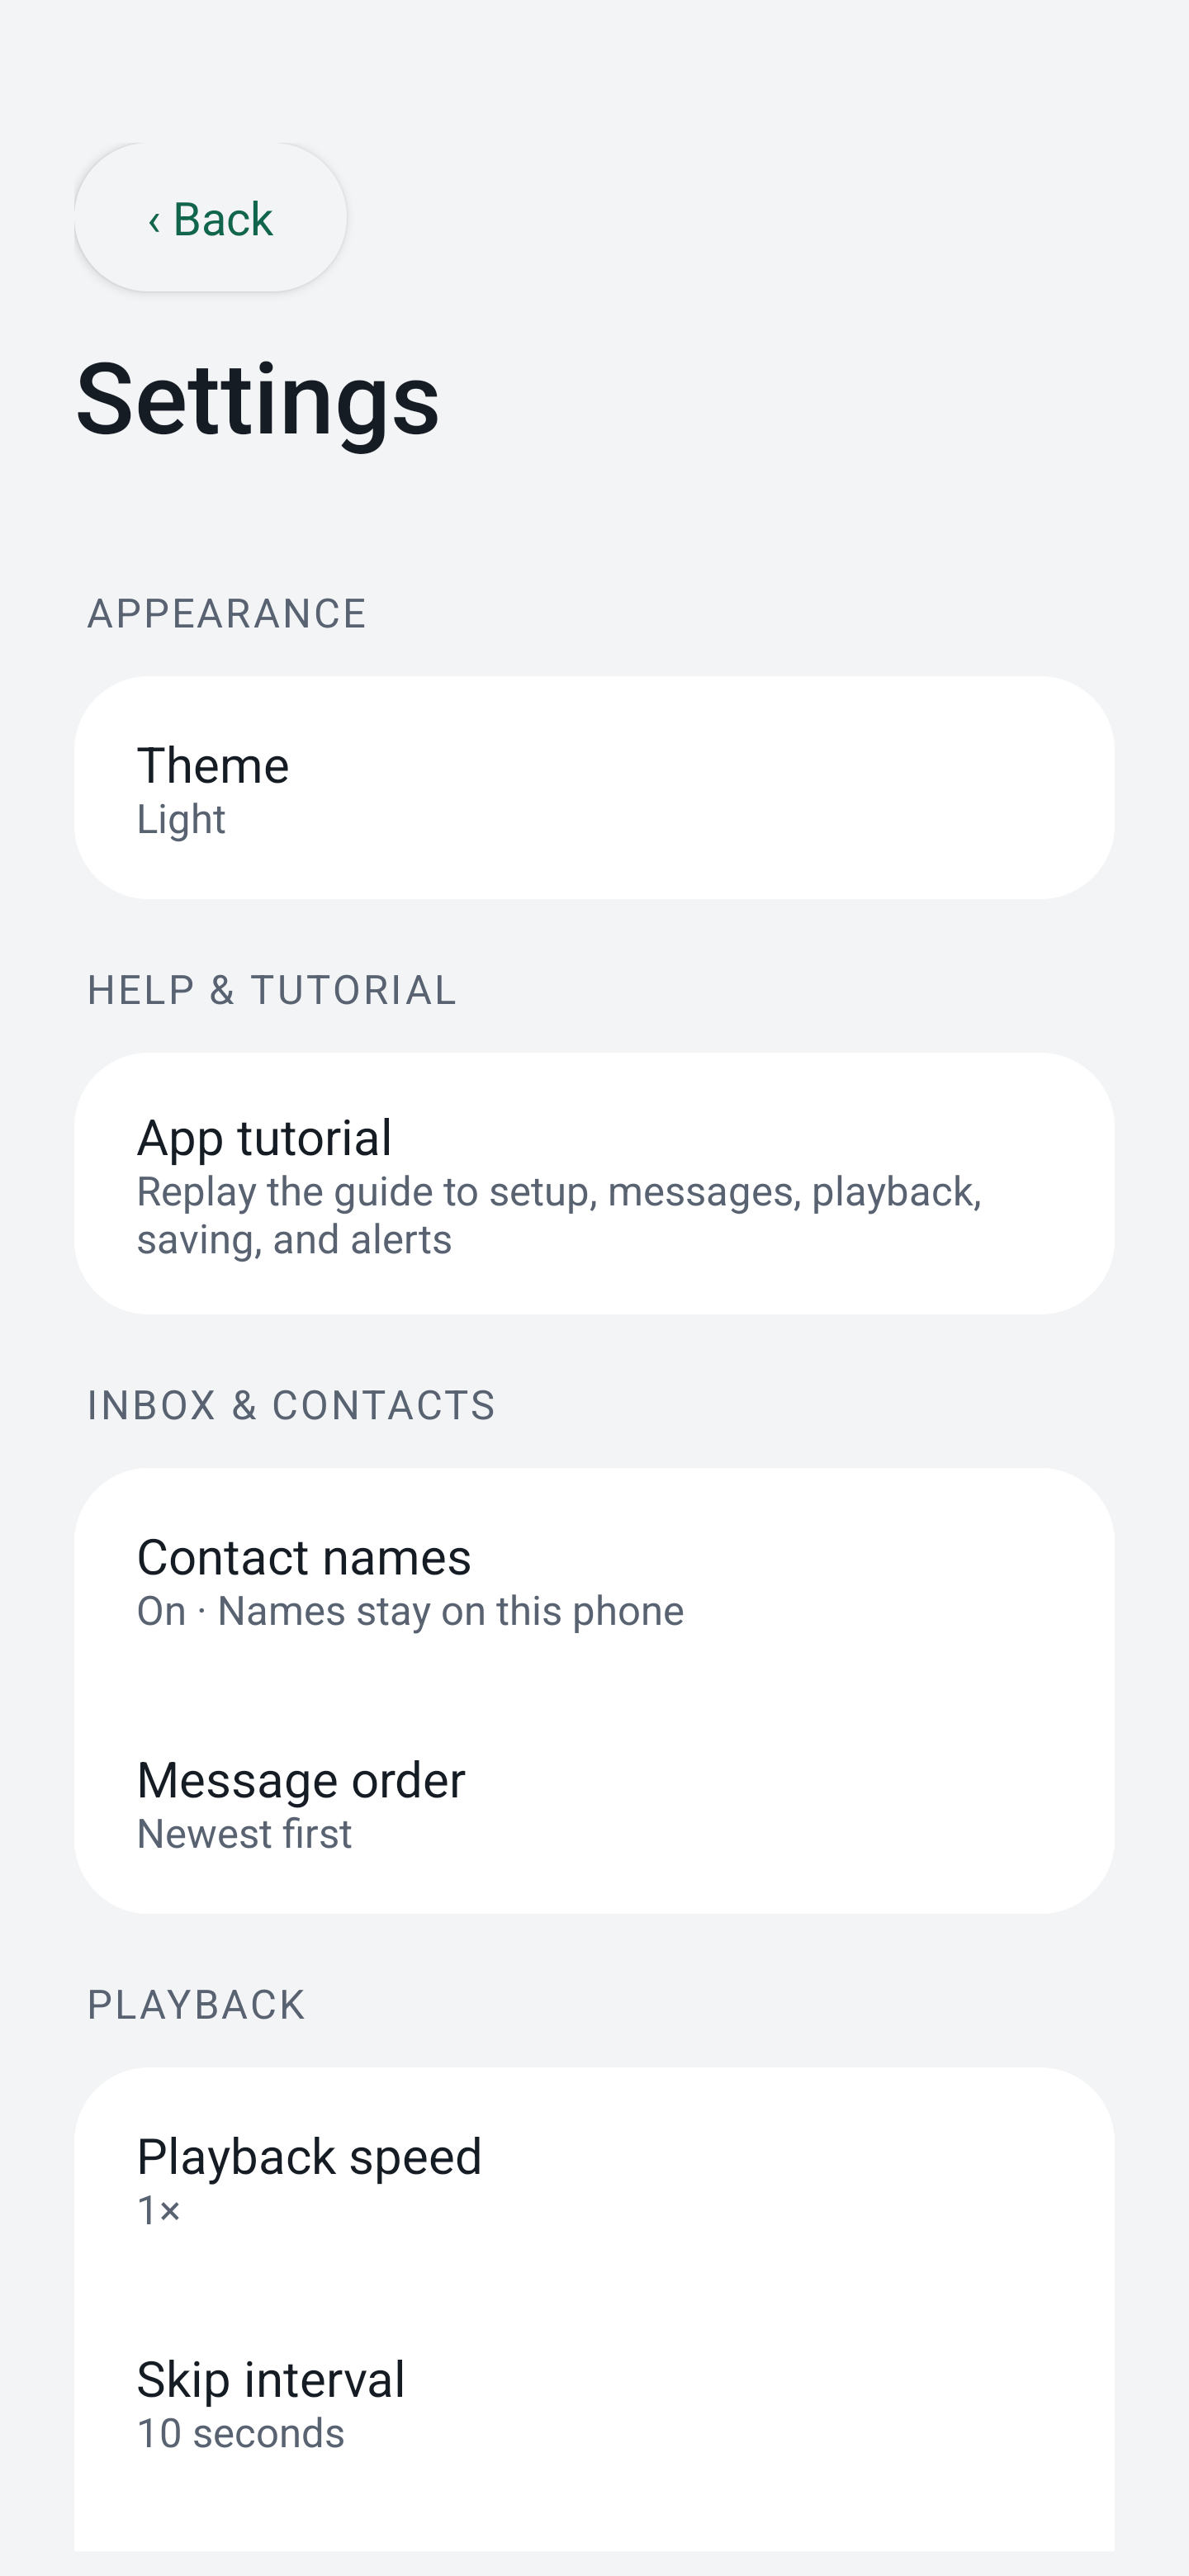 ‹ Back
Settings
APPEARANCE
Theme
Light
HELP & TUTORIAL
App tutorial
Replay the guide to setup, messages, playback,
saving, and alerts
INBOX & CONTACTS
Contact names
On · Names stay on this phone
Message order
Newest first
PLAYBACK
Playback speed
1×
Skip interval
10 seconds